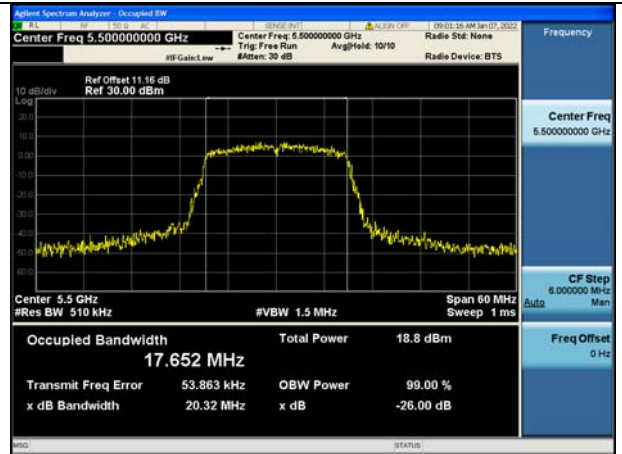 Agilent Spectrum Analyzer - Occupied BW
RL RF 50 Ω AC SENSE:INT ALIGN OFF 09:01:16 AM Jan 07, 2022
Center Freq 5.500000000 GHz Center Freq: 5.500000000 GHz Radio Std: None Frequency
Trig: Free Run Avg|Hold: 10/10
#IFGain:Low #Atten: 30 dB Radio Device: BTS
Ref Offset 11.16 dB
10 dB/div Ref 30.00 dBm
Log
20.0
10.0
0.00
-10.0
-20.0
-30.0
-40.0
-50.0
-60.0
Center Freq
5.500000000 GHz
Center 5.5 GHz Span 60 MHz
#Res BW 510 kHz #VBW 1.5 MHz Sweep 1 ms
CF Step
6.000000 MHz
Auto Man
Occupied Bandwidth Total Power 18.8 dBm
17.652 MHz
Transmit Freq Error 53.863 kHz OBW Power 99.00 %
x dB Bandwidth 20.32 MHz x dB -26.00 dB
Freq Offset
0 Hz
MSG STATUS